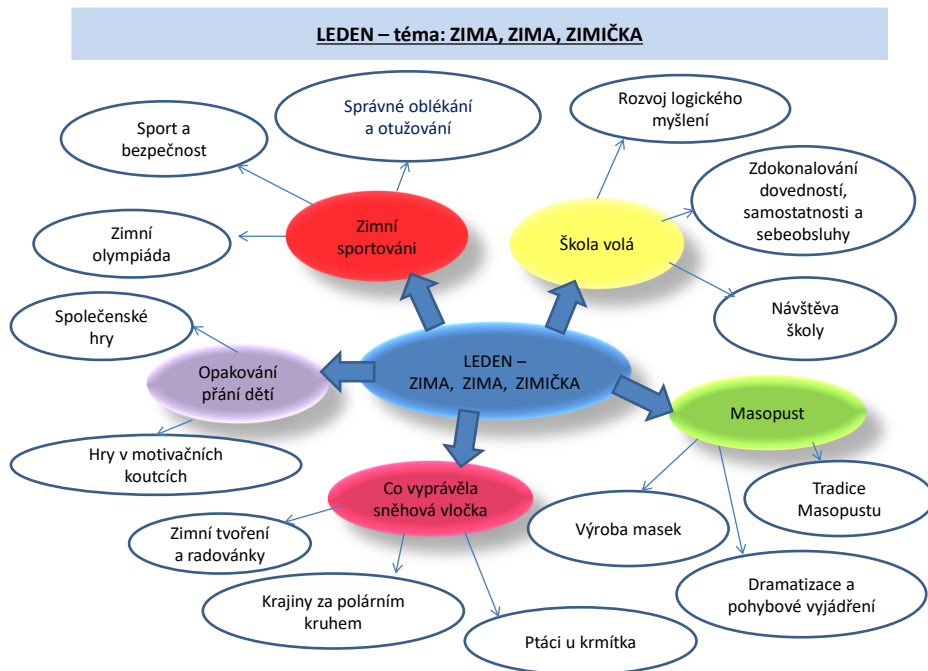 LEDEN – téma: ZIMA, ZIMA, ZIMIČKA
Správné oblékání
a otužování
Rozvoj logického
myšlení
Sport a
bezpečnost
Zdokonalování
dovedností,
samostatnosti a
sebeobsluhy
Zimní
sportováni
Škola volá
Zimní
olympiáda
Návštěva
školy
Společenské
hry
LEDEN –
ZIMA, ZIMA, ZIMIČKA
Opakování
přání dětí
Masopust
Hry v motivačních
koutcích
Co vyprávěla
sněhová vločka
Tradice
Masopustu
Zimní tvoření
a radovánky
Výroba masek
Krajiny za polárním
kruhem
Dramatizace a
pohybové vyjádření
Ptáci u krmítka